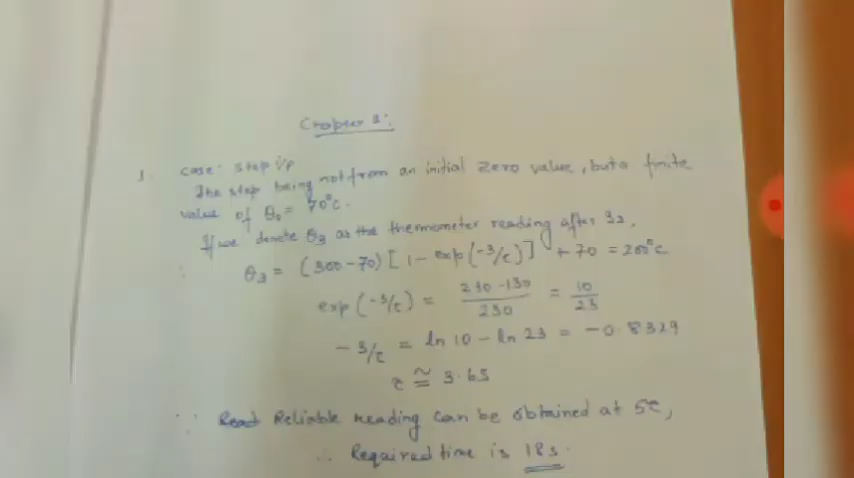 Chapter 3:
1. Case: Step i/p
The step being not from an initial zero value, but a finite
value of θ₀ = 70°C.
If we denote θ₃ as the thermometer reading after 3s,
∴ θ₃ = (300-70) [1 - exp(-3/τ)] + 70 = 200°C
exp(-3/τ) = (230-130)/230 = 10/23
-3/τ = ln 10 - ln 23 = -0.8329
τ ≅ 3.6s
∴ Reliable reading can be obtained at 5τ,
∴ Required time is 18s.